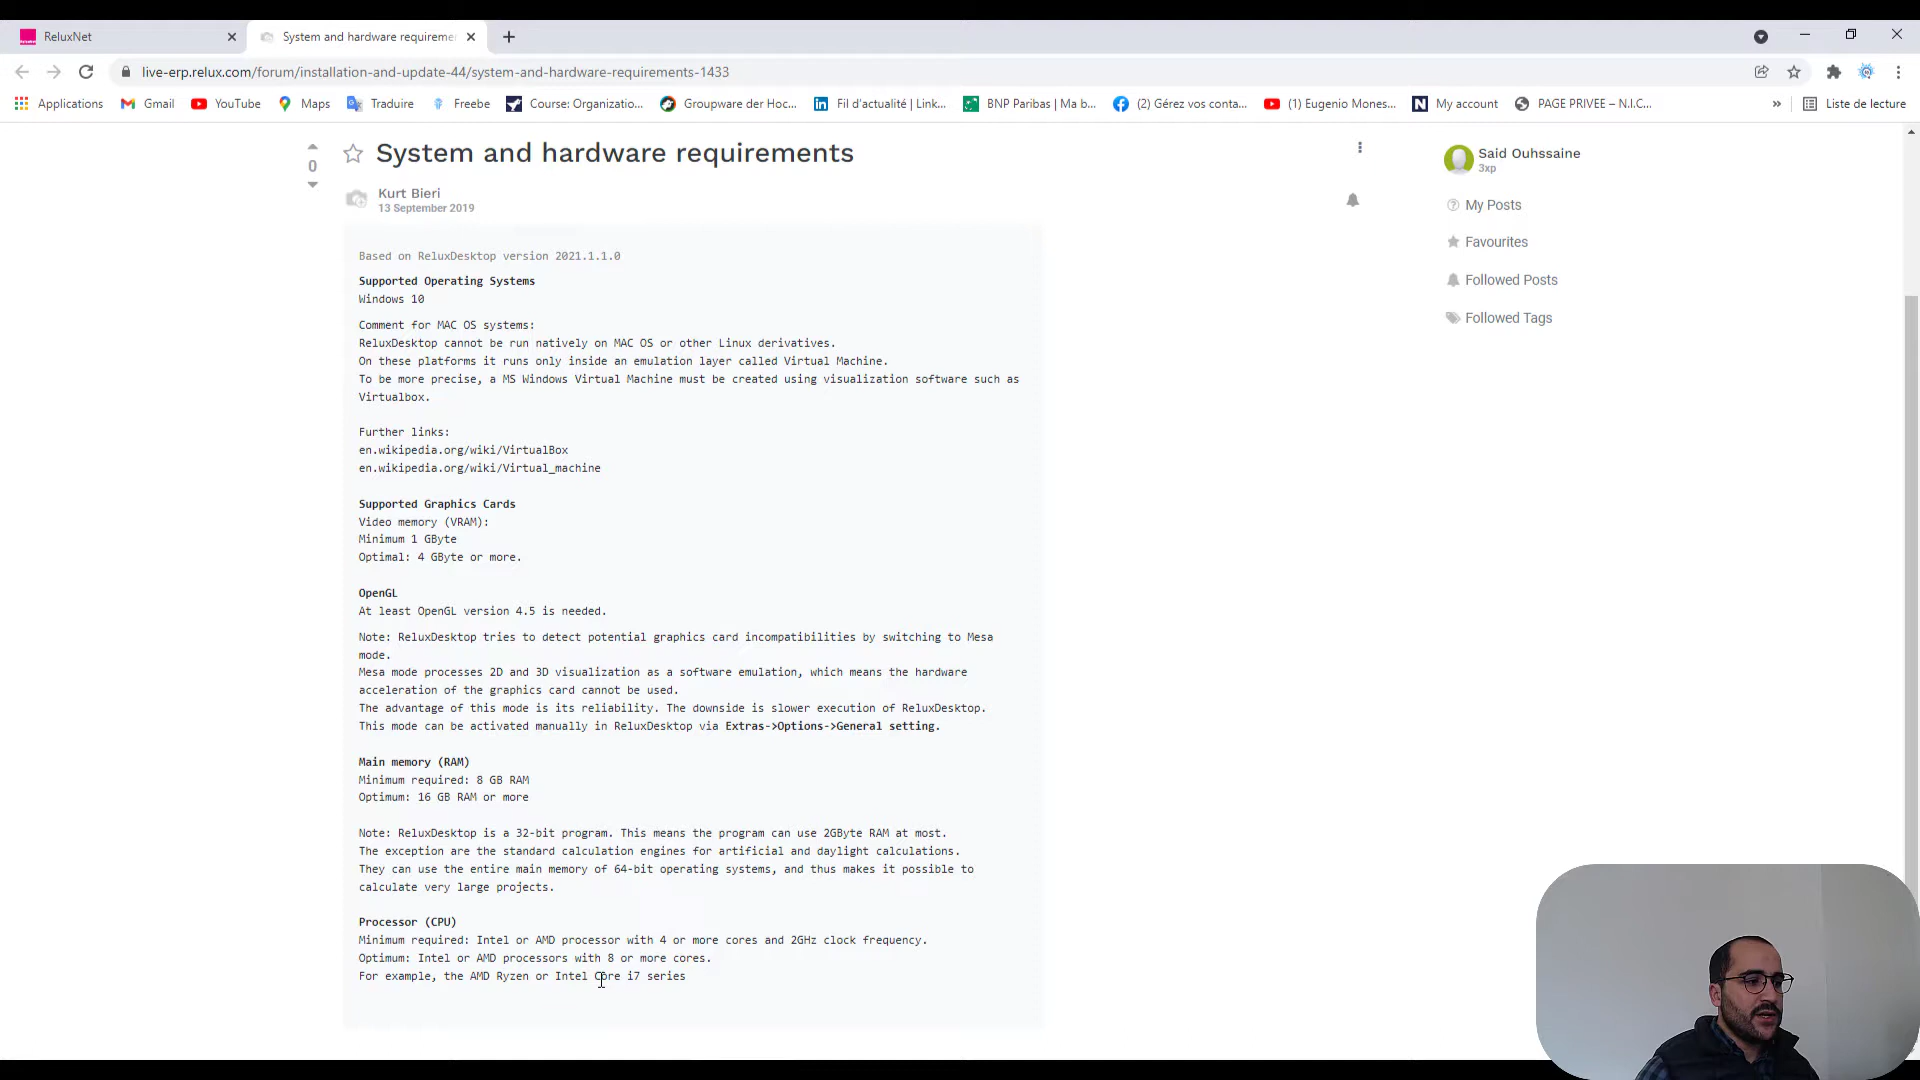 ReluxNet
System and hardware requireme
live-erp.relux.com/forum/installation-and-update-44/system-and-hardware-requirements-1433
Applications Gmail YouTube Maps Traduire Freebe Course: Organizatio... Groupware der Hoc... Fil d'actualité | Link... BNP Paribas | Ma b... (2) Gérez vos conta... (1) Eugenio Mones... My account PAGE PRIVEE – N.I.C... » Liste de lecture
0
System and hardware requirements
Kurt Bieri
13 September 2019
Said Ouhssaine
3xp
My Posts
Favourites
Followed Posts
Followed Tags
Based on ReluxDesktop version 2021.1.1.0
Supported Operating Systems
Windows 10
Comment for MAC OS systems:
ReluxDesktop cannot be run natively on MAC OS or other Linux derivatives.
On these platforms it runs only inside an emulation layer called Virtual Machine.
To be more precise, a MS Windows Virtual Machine must be created using visualization software such as
Virtualbox.
Further links:
en.wikipedia.org/wiki/VirtualBox
en.wikipedia.org/wiki/Virtual_machine
Supported Graphics Cards
Video memory (VRAM):
Minimum 1 GByte
Optimal: 4 GByte or more.
OpenGL
At least OpenGL version 4.5 is needed.
Note: ReluxDesktop tries to detect potential graphics card incompatibilities by switching to Mesa
mode.
Mesa mode processes 2D and 3D visualization as a software emulation, which means the hardware
acceleration of the graphics card cannot be used.
The advantage of this mode is its reliability. The downside is slower execution of ReluxDesktop.
This mode can be activated manually in ReluxDesktop via Extras->Options->General setting.
Main memory (RAM)
Minimum required: 8 GB RAM
Optimum: 16 GB RAM or more
Note: ReluxDesktop is a 32-bit program. This means the program can use 2GByte RAM at most.
The exception are the standard calculation engines for artificial and daylight calculations.
They can use the entire main memory of 64-bit operating systems, and thus makes it possible to
calculate very large projects.
Processor (CPU)
Minimum required: Intel or AMD processor with 4 or more cores and 2GHz clock frequency.
Optimum: Intel or AMD processors with 8 or more cores.
For example, the AMD Ryzen or Intel Core i7 series